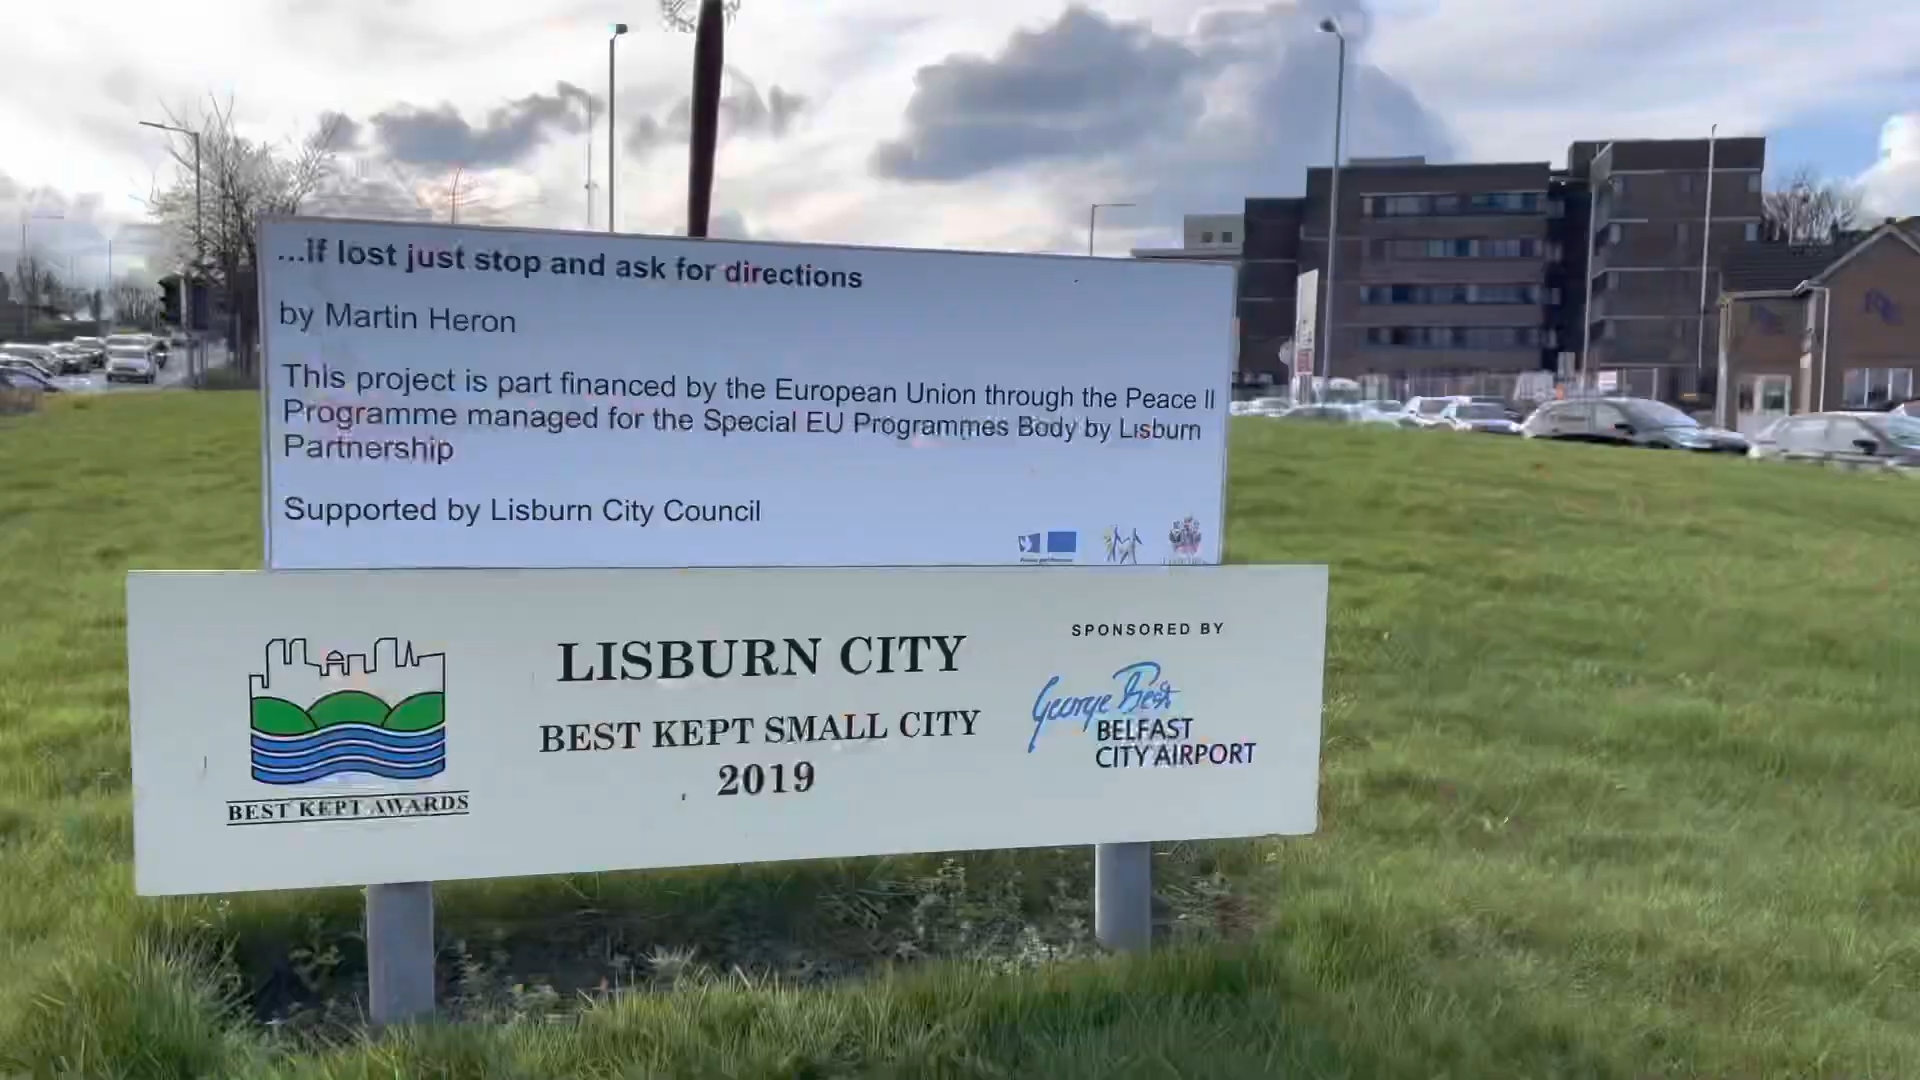 ...if lost just stop and ask for directions
by Martin Heron
This project is part financed by the European Union through the Peace II
Programme managed for the Special EU Programmes Body by Lisburn
Partnership
Supported by Lisburn City Council
BEST KEPT AWARDS
LISBURN CITY
BEST KEPT SMALL CITY
2019
SPONSORED BY
George Best
BELFAST
CITY AIRPORT